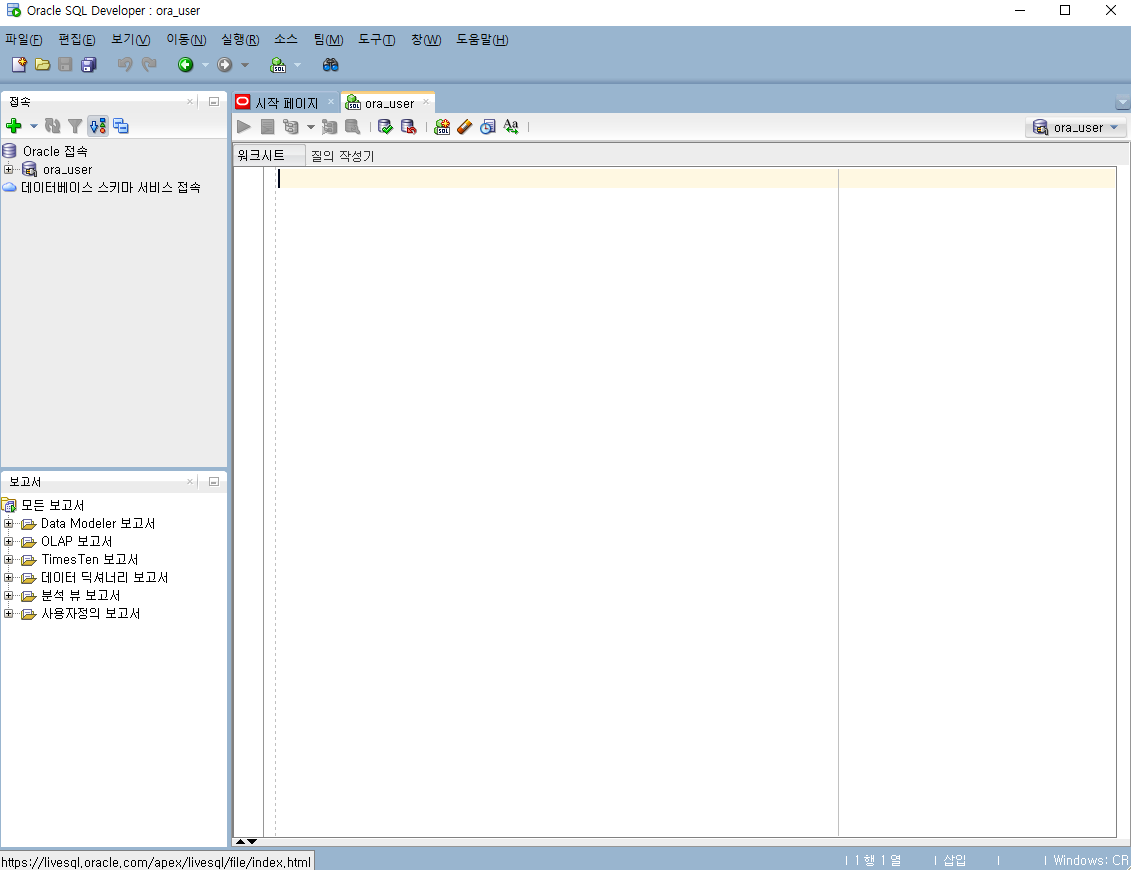 Oracle SQL Developer : ora_user
파일(F) 편집(E) 보기(V) 이동(N) 실행(R) 소스 팀(M) 도구(T) 창(W) 도움말(H)
접속
시작 페이지 ora_user
ora_user
Oracle 접속
ora_user
데이터베이스 스키마 서비스 접속
워크시트 질의 작성기
보고서
모든 보고서
Data Modeler 보고서
OLAP 보고서
TimesTen 보고서
데이터 딕셔너리 보고서
분석 뷰 보고서
사용자정의 보고서
https://livesql.oracle.com/apex/livesql/file/index.html
1 행 1 열 삽입 Windows: CR